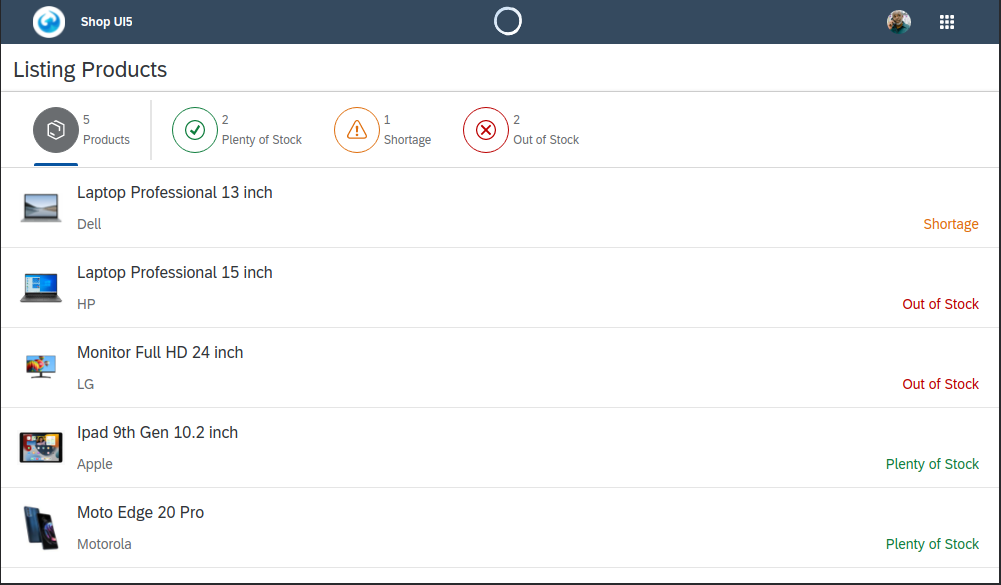 Shop UI5
Listing Products
5
Products
2
Plenty of Stock
1
Shortage
2
Out of Stock
Laptop Professional 13 inch
Dell
Shortage
Laptop Professional 15 inch
HP
Out of Stock
Monitor Full HD 24 inch
LG
Out of Stock
Ipad 9th Gen 10.2 inch
Apple
Plenty of Stock
Moto Edge 20 Pro
Motorola
Plenty of Stock